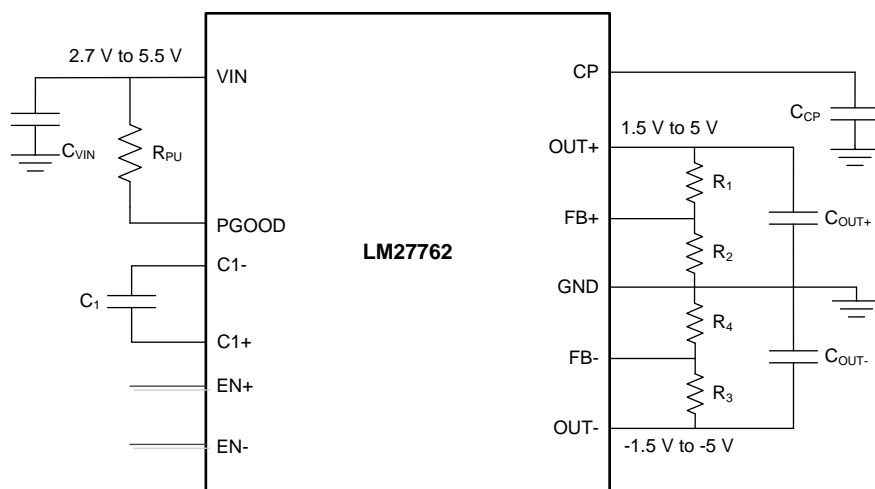 2.7 V to 5.5 V
VIN
CP
C_CP
C_VIN
R_PU
1.5 V to 5 V
OUT+
R1
PGOOD
FB+
C_OUT+
LM27762
R2
C1-
C1
GND
R4
C1+
FB-
C_OUT-
EN+
R3
OUT-
EN-
-1.5 V to -5 V